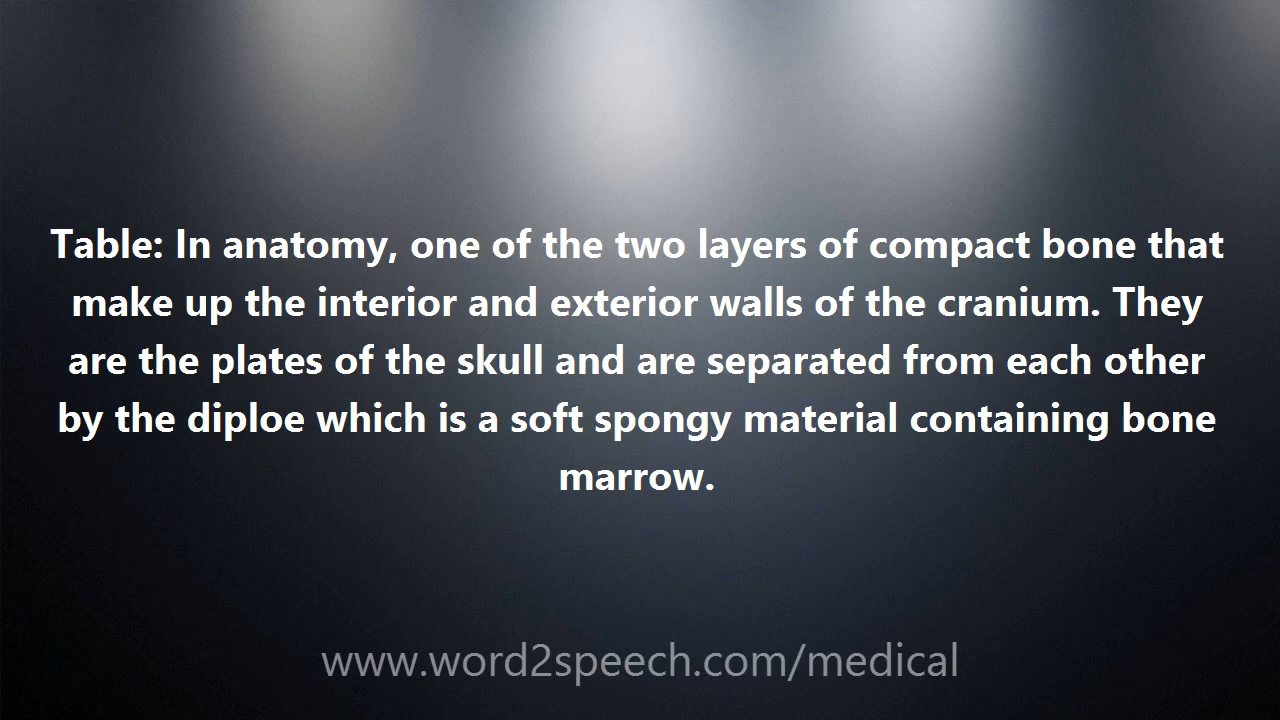 Table: In anatomy, one of the two layers of compact bone that
make up the interior and exterior walls of the cranium. They
are the plates of the skull and are separated from each other
by the diploe which is a soft spongy material containing bone
marrow.
www.word2speech.com/medical